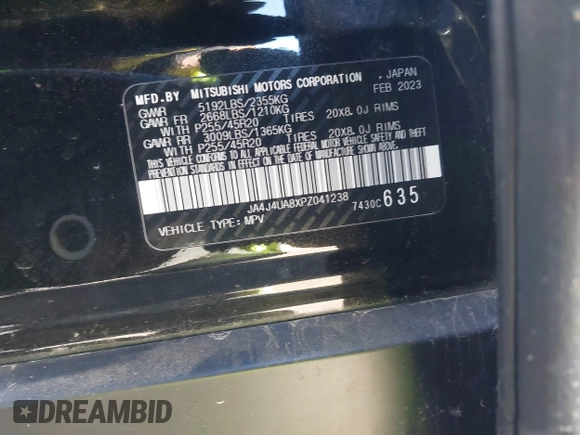 MFD.BY MITSUBISHI MOTORS CORPORATION , JAPAN
GVWR 5192LBS/2355KG FEB 2023
GAWR FR 2668LBS/1210KG
WITH P255/45R20 TIRES 20X8.0J RIMS
GAWR RR 3009LBS/1365KG
WITH P255/45R20 TIRES 20X8.0J RIMS
THIS VEHICLE CONFORMS TO ALL APPLICABLE FEDERAL MOTOR VEHICLE SAFETY AND THEFT
PREVENTION STANDARDS IN EFFECT ON THE DATE OF MANUFACTURE SHOWN ABOVE.
JA4J4UA8XPZ041238 7430C 635
VEHICLE TYPE: MPV
DREAMBID